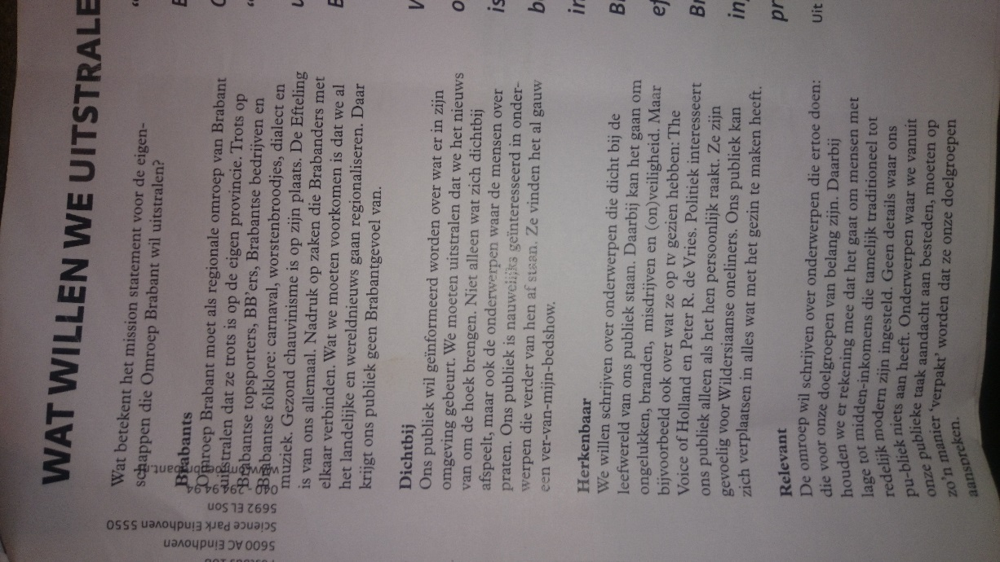 WAT WILLEN WE UITSTRALE
Wat betekent het mission statement voor de eigen-
schappen die Omroep Brabant wil uitstralen?
Brabants
Omroep Brabant moet als regionale omroep van Brabant
uitstralen dat ze trots is op de eigen provincie. Trots op
Brabantse topsporters, BB'ers, Brabantse bedrijven en
Brabantse folklore: carnaval, worstenbroodjes, dialect en
muziek. Gezond chauvinisme is op zijn plaats. De Efteling
is van ons allemaal. Nadruk op zaken die Brabanders met
elkaar verbinden. Wat we moeten voorkomen is dat we al
het landelijke en wereldnieuws gaan regionaliseren. Daar
krijgt ons publiek geen Brabantgevoel van.
Dichtbij
Ons publiek wil geïnformeerd worden over wat er in zijn
omgeving gebeurt. We moeten uitstralen dat we het nieuws
van om de hoek brengen. Niet alleen wat zich dichtbij
afspeelt, maar ook de onderwerpen waar de mensen over
praten. Ons publiek is nauwelijks geïnteresseerd in onder-
werpen die verder van hen af staan. Ze vinden het al gauw
een ver-van-mijn-bedshow.
Herkenbaar
We willen schrijven over onderwerpen die dicht bij de
leefwereld van ons publiek staan. Daarbij kan het gaan om
ongelukken, branden, misdrijven en (on)veiligheid. Maar
bijvoorbeeld ook over wat ze op tv gezien hebben: The
Voice of Holland en Peter R. de Vries. Politiek interesseert
ons publiek alleen als het hen persoonlijk raakt. Ze zijn
gevoelig voor Wildersiaanse oneliners. Ons publiek kan
zich verplaatsen in alles wat met het gezin te maken heeft.
Relevant
De omroep wil schrijven over onderwerpen die ertoe doen:
die voor onze doelgroepen van belang zijn. Daarbij
houden we er rekening mee dat het gaat om mensen met
lage tot midden-inkomens die tamelijk traditioneel tot
redelijk modern zijn ingesteld. Geen details waar ons
pu-bliek niets aan heeft. Onderwerpen waar we vanuit
onze publieke taak aandacht aan besteden, moeten op
zo'n manier 'verpakt' worden dat ze onze doelgroepen
aanspreken.
Uit
5600 AC Eindhoven
Science Park Eindhoven 5550
5692 EL Son